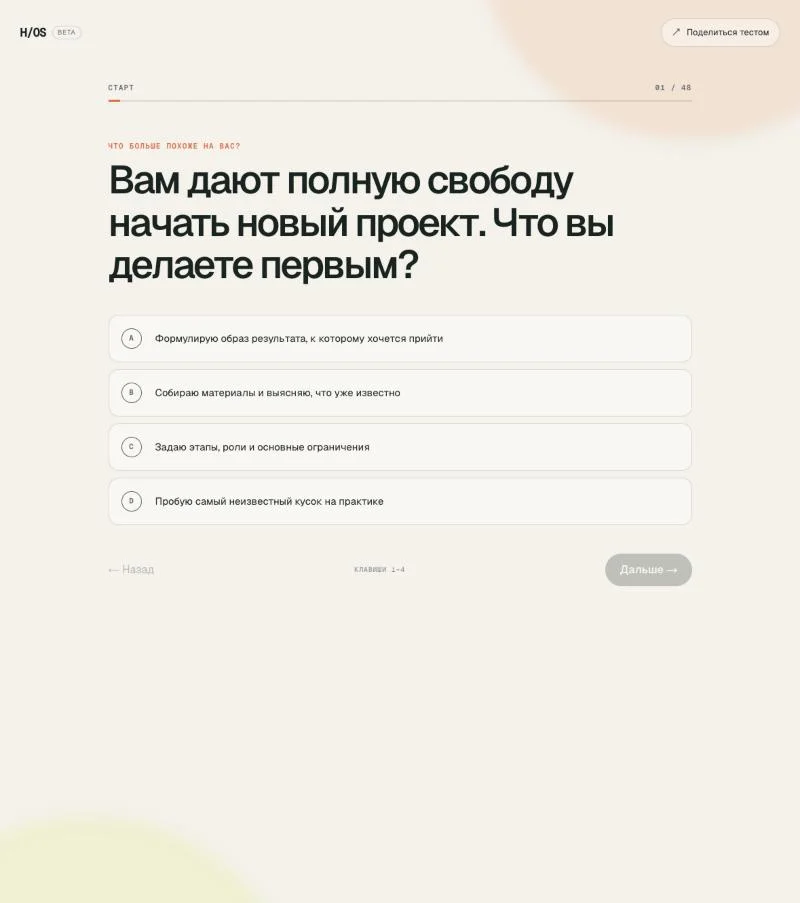 H/OS BETA
↗ Поделиться тестом
СТАРТ 01 / 48
ЧТО БОЛЬШЕ ПОХОЖЕ НА ВАС?
Вам дают полную свободу
начать новый проект. Что вы
делаете первым?
A Формулирую образ результата, к которому хочется прийти
B Собираю материалы и выясняю, что уже известно
C Задаю этапы, роли и основные ограничения
D Пробую самый неизвестный кусок на практике
← Назад КЛАВИШИ 1–4 Дальше →